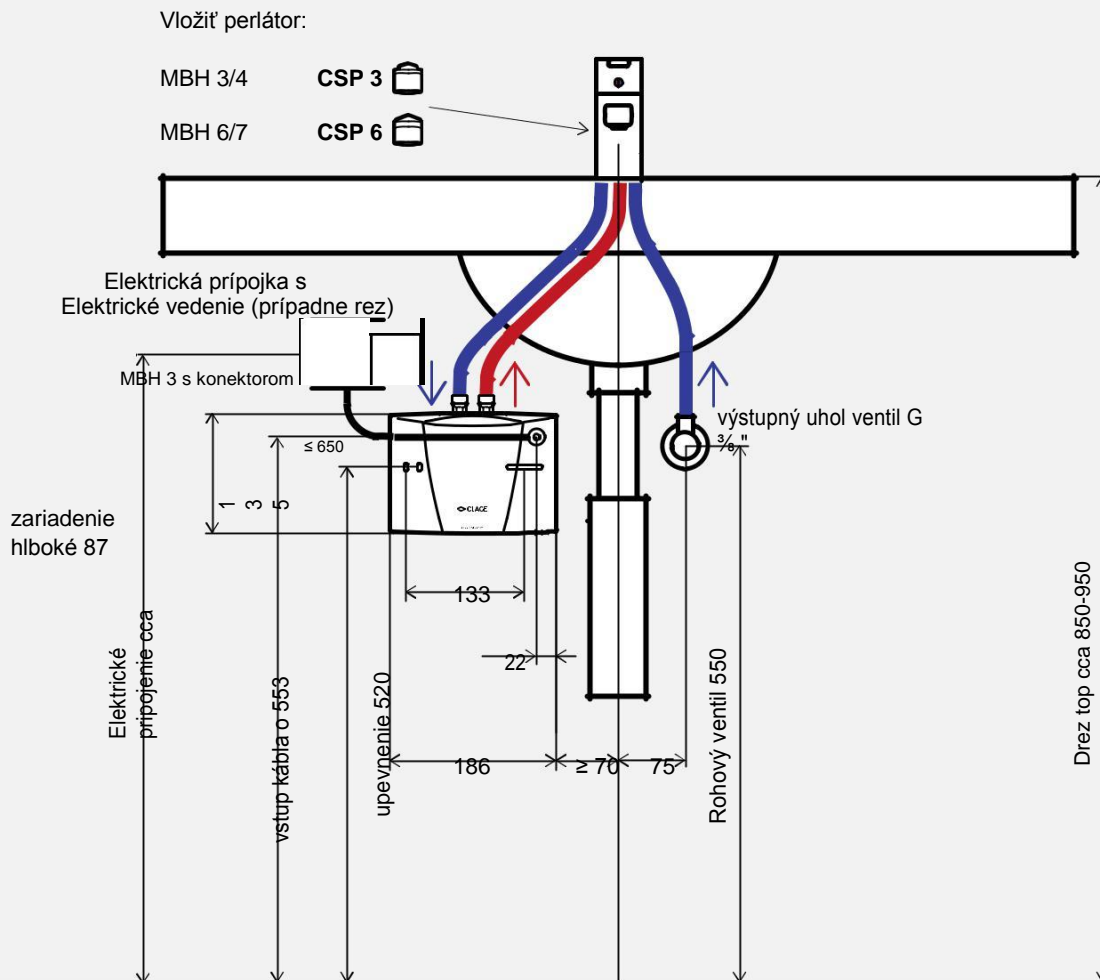 Vložiť perlátor:
MBH 3/4 CSP 3
MBH 6/7 CSP 6
Elektrická prípojka s
Elektrické vedenie (prípadne rez)
MBH 3 s konektorom
≤ 650
výstupný uhol ventil G
⅜ "
1 3 5
CLAGE
zariadenie
hlboké 87
133
22
186
≥ 70
75
Elektrické
pripojenie cca
vstup kábla o 553
upevnenie 520
Rohový ventil 550
Drez top cca 850-950